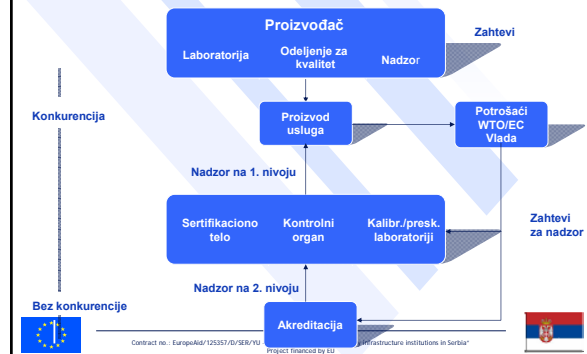 Proizvođač
Zahtevi
Laboratorija
Odeljenje za
kvalitet
Nadzor
Konkurencija
Proizvod
usluga
Potrošači
WTO/EC
Vlada
Nadzor na 1. nivoju
Sertifikaciono
telo
Kontrolni
organ
Kalibr./presk.
laboratoriji
Zahtevi
za nadzor
Nadzor na 2. nivoju
Bez konkurencije
Akreditacija
Contract no.: EuropeAid/125357/D/SER/YU - infrastructure institutions in Serbia"
Project financed by EU